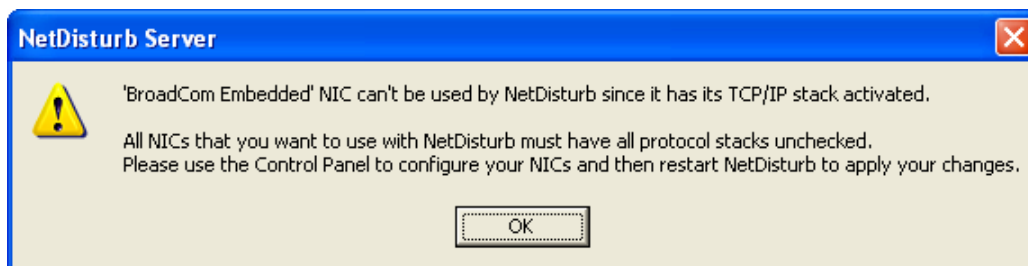 NetDisturb Server
'BroadCom Embedded' NIC can't be used by NetDisturb since it has its TCP/IP stack activated.
All NICs that you want to use with NetDisturb must have all protocol stacks unchecked.
Please use the Control Panel to configure your NICs and then restart NetDisturb to apply your changes.
OK